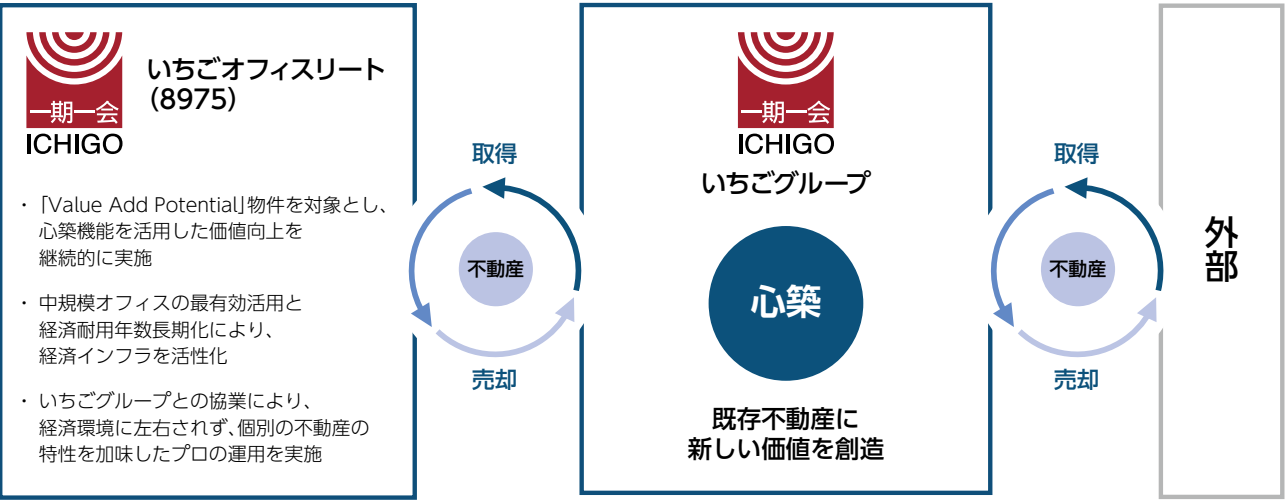 一期一会
ICHIGO
いちごオフィスリート
(8975)
・「Value Add Potential」物件を対象とし、
心築機能を活用した価値向上を
継続的に実施
・ 中規模オフィスの最有効活用と
経済耐用年数長期化により、
経済インフラを活性化
・ いちごグループとの協業により、
経済環境に左右されず、個別の不動産の
特性を加味したプロの運用を実施
取得
不動産
売却
一期一会
ICHIGO
いちごグループ
心築
既存不動産に
新しい価値を創造
取得
不動産
売却
外部